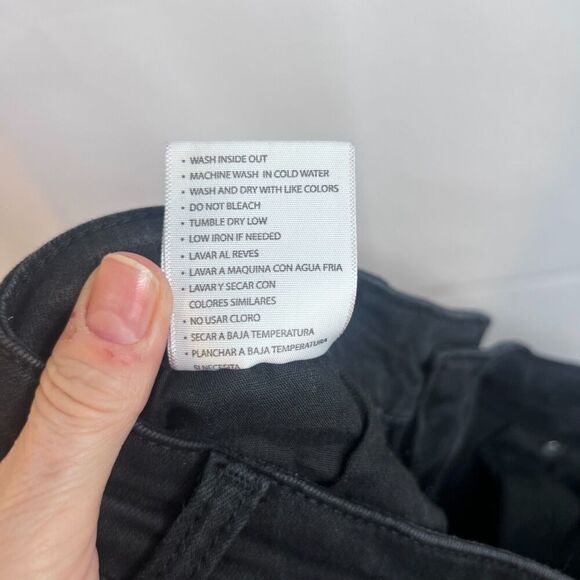 • WASH INSIDE OUT
• MACHINE WASH IN COLD WATER
• WASH AND DRY WITH LIKE COLORS
• DO NOT BLEACH
• TUMBLE DRY LOW
• LOW IRON IF NEEDED
• LAVAR AL REVES
• LAVAR A MAQUINA CON AGUA FRIA
• LAVAR Y SECAR CON
COLORES SIMILARES
• NO USAR CLORO
• SECAR A BAJA TEMPERATURA
• PLANCHAR A BAJA TEMPERATURA
SI NECESITA